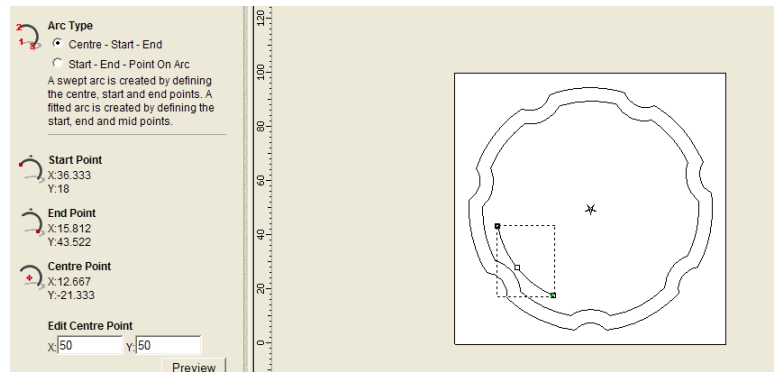 Arc Type
2
1 3
Centre - Start - End
Start - End - Point On Arc
A swept arc is created by defining
the centre, start and end points. A
fitted arc is created by defining the
start, end and mid points.
Start Point
X:36.333
Y:18
End Point
X:15.812
Y:43.522
Centre Point
X:12.667
Y:-21.333
Edit Centre Point
X: 50 Y: 50
Preview
120
100
80
60
40
20
0